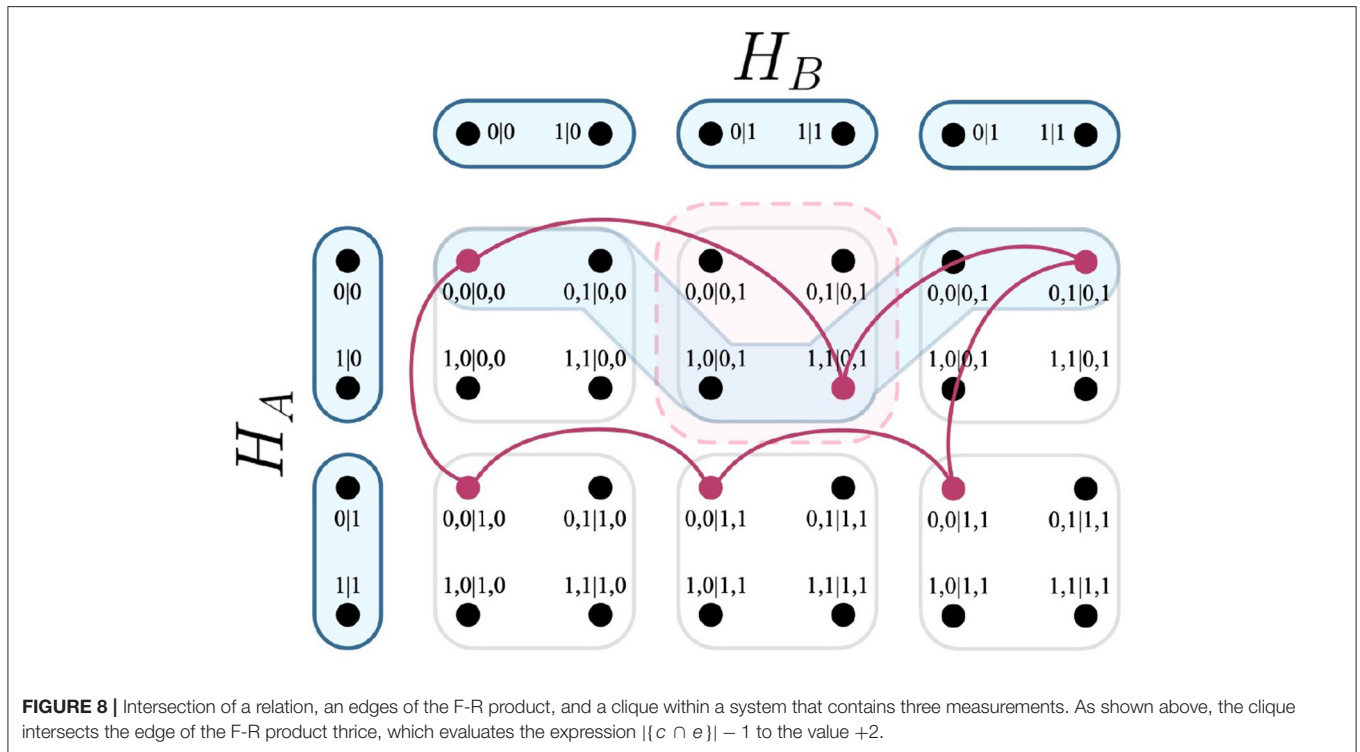 H_B
0|0 1|0 0|1 1|1 0|1 1|1
H_A
0|0
0,0|0,0 0,1|0,0 0,0|0,1 0,1|0,1 0,0|0,1 0,1|0,1
1|0
1,0|0,0 1,1|0,0 1,0|0,1 1,1|0,1 1,0|0,1 1,1|0,1
0|1
0,0|1,0 0,1|1,0 0,0|1,1 0,1|1,1 0,0|1,1 0,1|1,1
1|1
1,0|1,0 1,1|1,0 1,0|1,1 1,1|1,1 1,0|1,1 1,1|1,1
FIGURE 8 | Intersection of a relation, an edges of the F-R product, and a clique within a system that contains three measurements. As shown above, the clique
intersects the edge of the F-R product thrice, which evaluates the expression |{c ∩ e}| − 1 to the value +2.